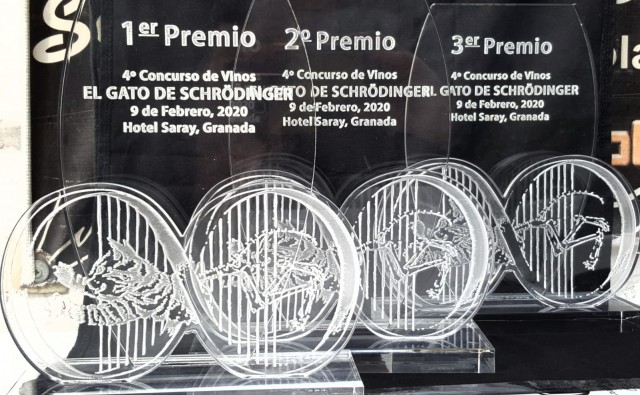 1er Premio
4º Concurso de Vinos
EL GATO DE SCHRÖDINGER
9 de Febrero, 2020
Hotel Saray, Granada
2º Premio
4º Concurso de Vinos
EL GATO DE SCHRÖDINGER
9 de Febrero, 2020
Hotel Saray, Granada
3er Premio
4º Concurso de Vinos
EL GATO DE SCHRÖDINGER
9 de Febrero, 2020
Hotel Saray, Granada